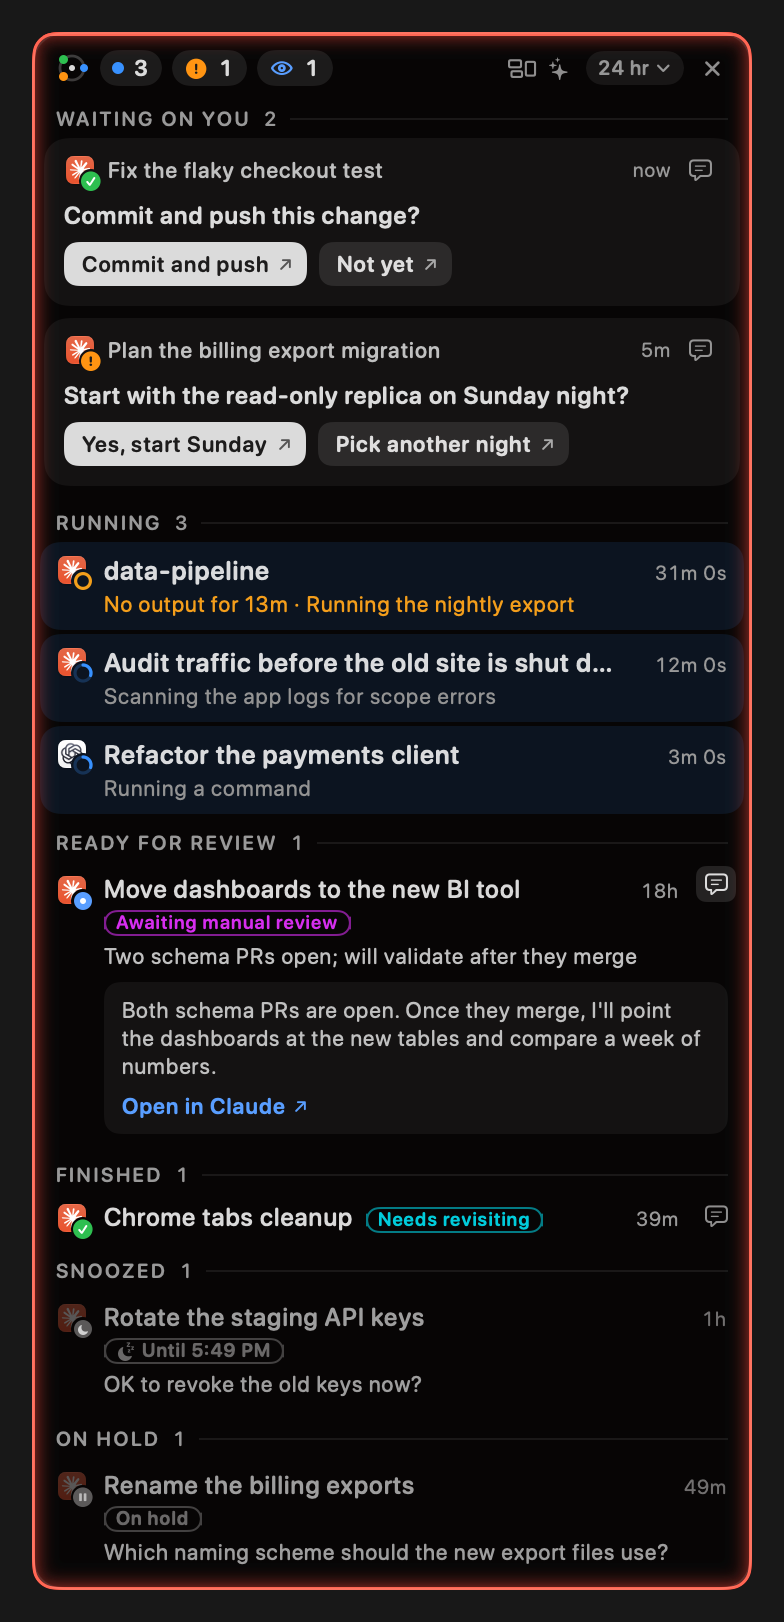 3
! 1
1
24 hr
WAITING ON YOU 2
Fix the flaky checkout test
now
Commit and push this change?
Commit and push ↗ Not yet ↗
! Plan the billing export migration
5m
Start with the read-only replica on Sunday night?
Yes, start Sunday ↗ Pick another night ↗
RUNNING 3
data-pipeline
31m 0s
No output for 13m · Running the nightly export
Audit traffic before the old site is shut d...
12m 0s
Scanning the app logs for scope errors
Refactor the payments client
3m 0s
Running a command
READY FOR REVIEW 1
Move dashboards to the new BI tool
18h
Awaiting manual review
Two schema PRs open; will validate after they merge
Both schema PRs are open. Once they merge, I'll point
the dashboards at the new tables and compare a week of
numbers.
Open in Claude ↗
FINISHED 1
Chrome tabs cleanup Needs revisiting
39m
SNOOZED 1
Rotate the staging API keys
1h
Until 5:49 PM
OK to revoke the old keys now?
ON HOLD 1
Rename the billing exports
49m
On hold
Which naming scheme should the new export files use?